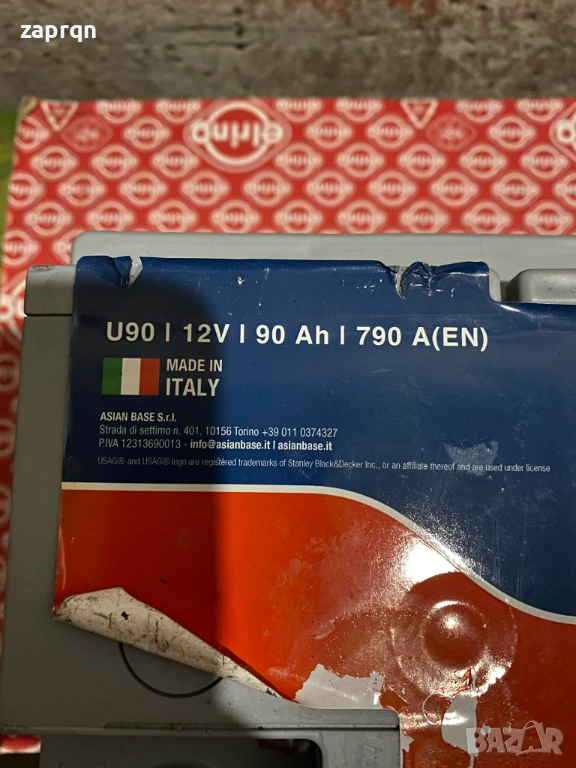 zaprqn
elring
U90 | 12V | 90 Ah | 790 A(EN)
MADE IN
ITALY
ASIAN BASE S.r.l.
Strada di settimo n. 401, 10156 Torino +39 011 0374327
P.IVA 12313690013 - info@asianbase.it | asianbase.it
USAG® and USAG® logo are registered trademarks of Stanley Black&Decker Inc., or an affiliate thereof and are used under license
BAZAR